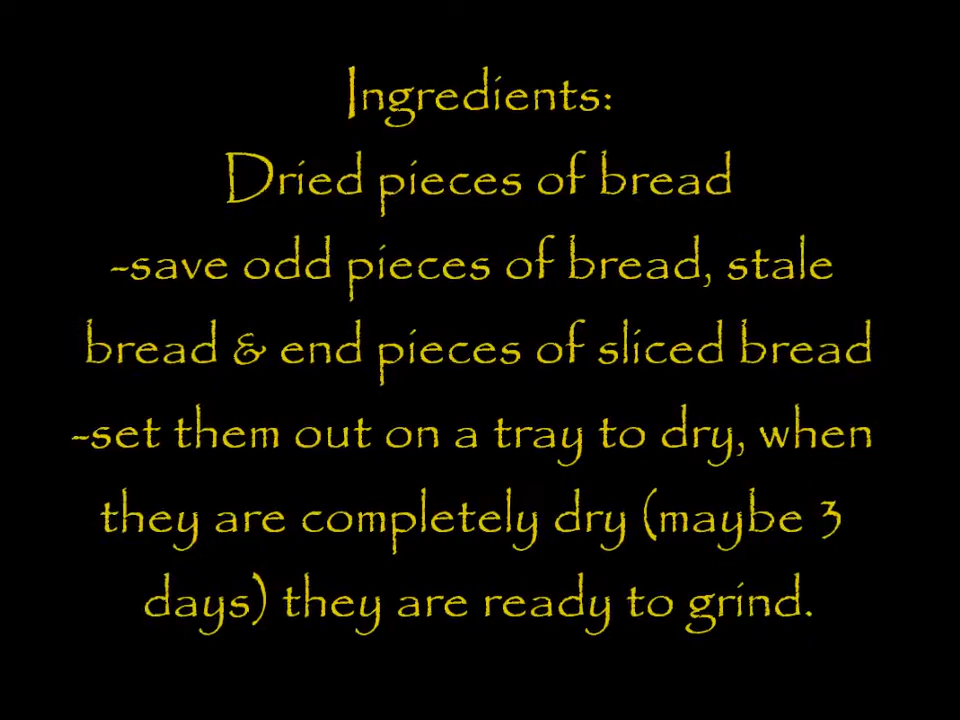 Ingredients:
Dried pieces of bread
-save odd pieces of bread, stale
bread & end pieces of sliced bread
-set them out on a tray to dry, when
they are completely dry (maybe 3
days) they are ready to grind.